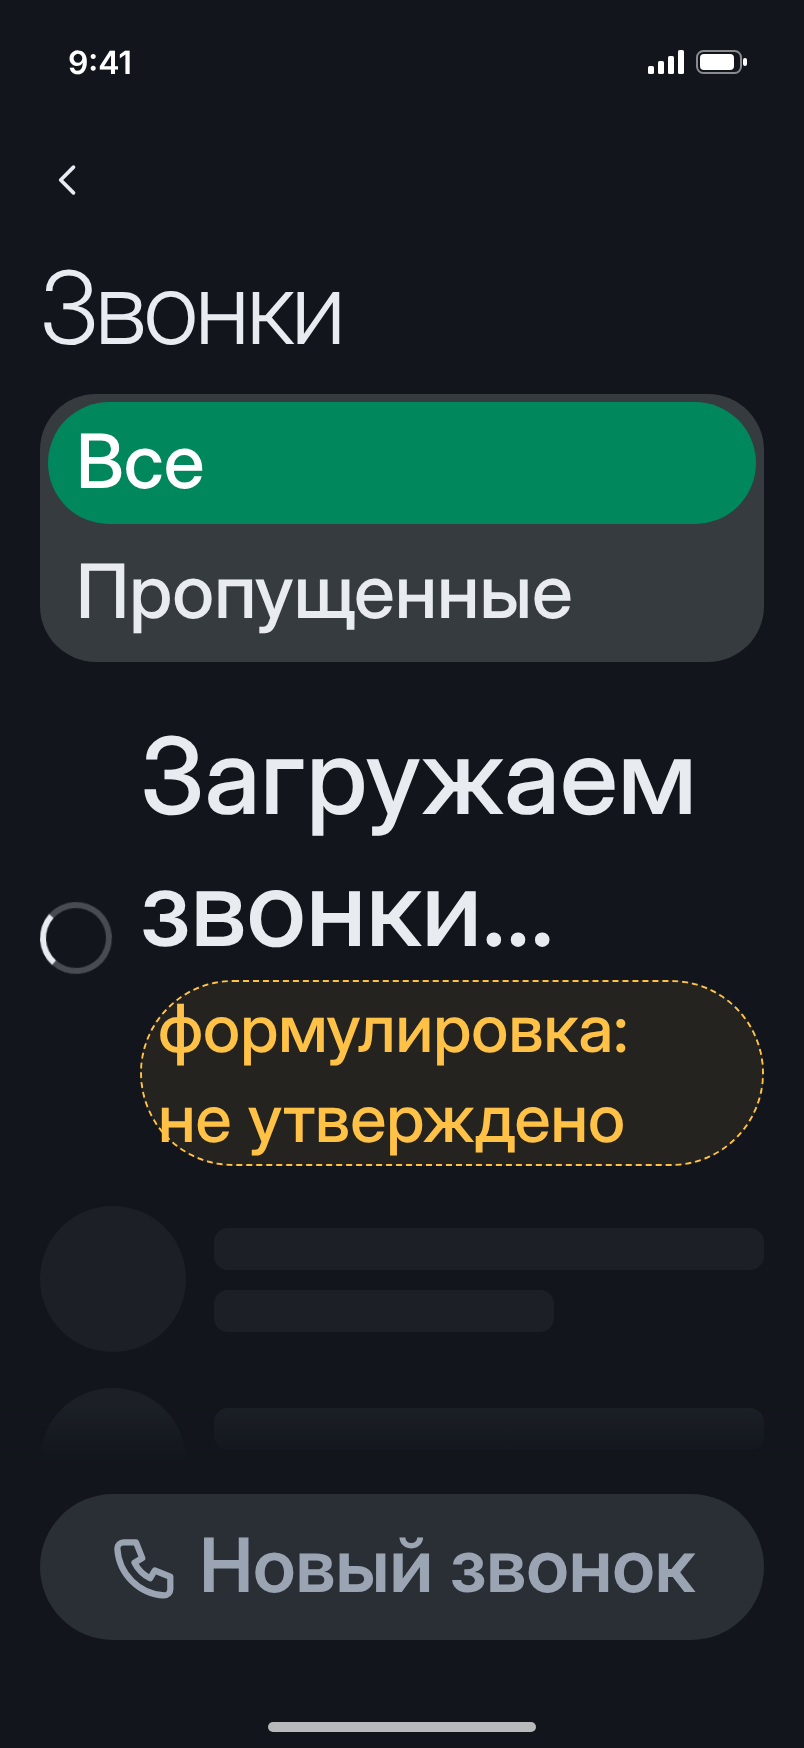 9:41
Звонки
Все
Пропущенные
Загружаем
звонки...
формулировка:
не утверждено
Новый звонок